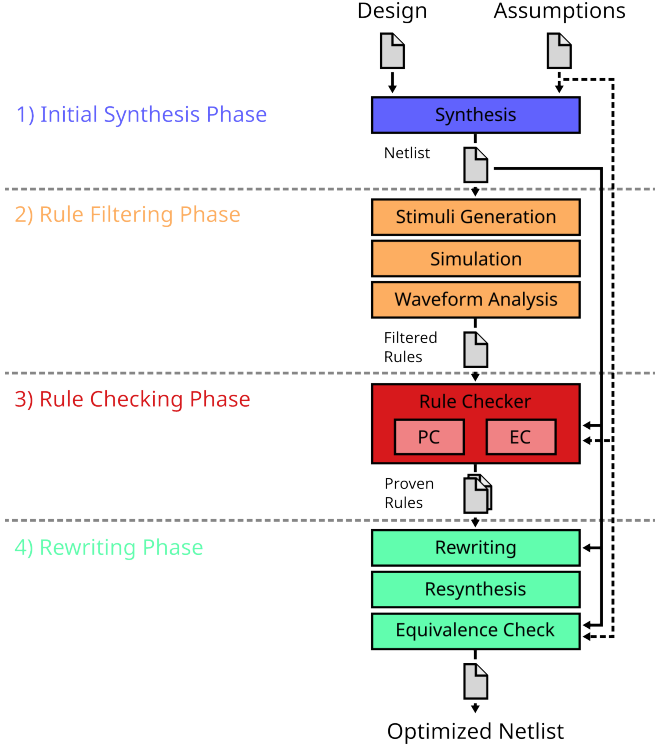 Design
Assumptions
1) Initial Synthesis Phase
Synthesis
Netlist
2) Rule Filtering Phase
Stimuli Generation
Simulation
Waveform Analysis
Filtered
Rules
3) Rule Checking Phase
Rule Checker
PC
EC
Proven
Rules
4) Rewriting Phase
Rewriting
Resynthesis
Equivalence Check
Optimized Netlist